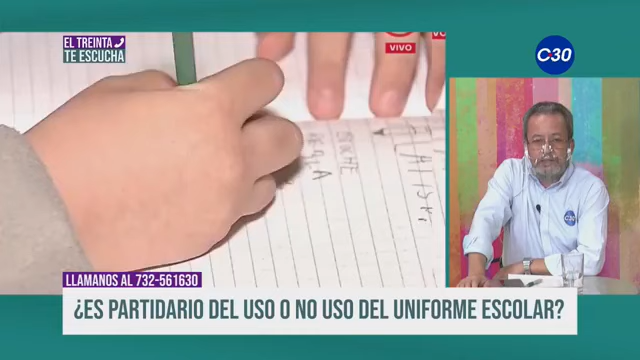 EL TREINTA
TE ESCUCHA
VIVO
C30
C30
LLAMANOS AL 732-561630
¿ES PARTIDARIO DEL USO O NO USO DEL UNIFORME ESCOLAR?